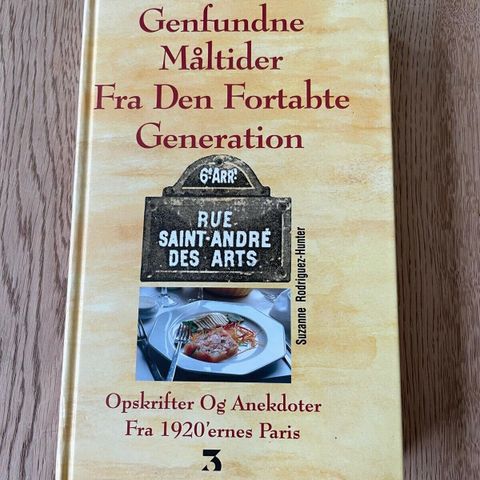 Genfundne
Måltider
Fra Den Fortabte
Generation
6e Arrt
RUE
SAINT-ANDRÉ
DES ARTS
Suzanne Rodriguez-Hunter
Opskrifter Og Anekdoter
Fra 1920'ernes Paris
3